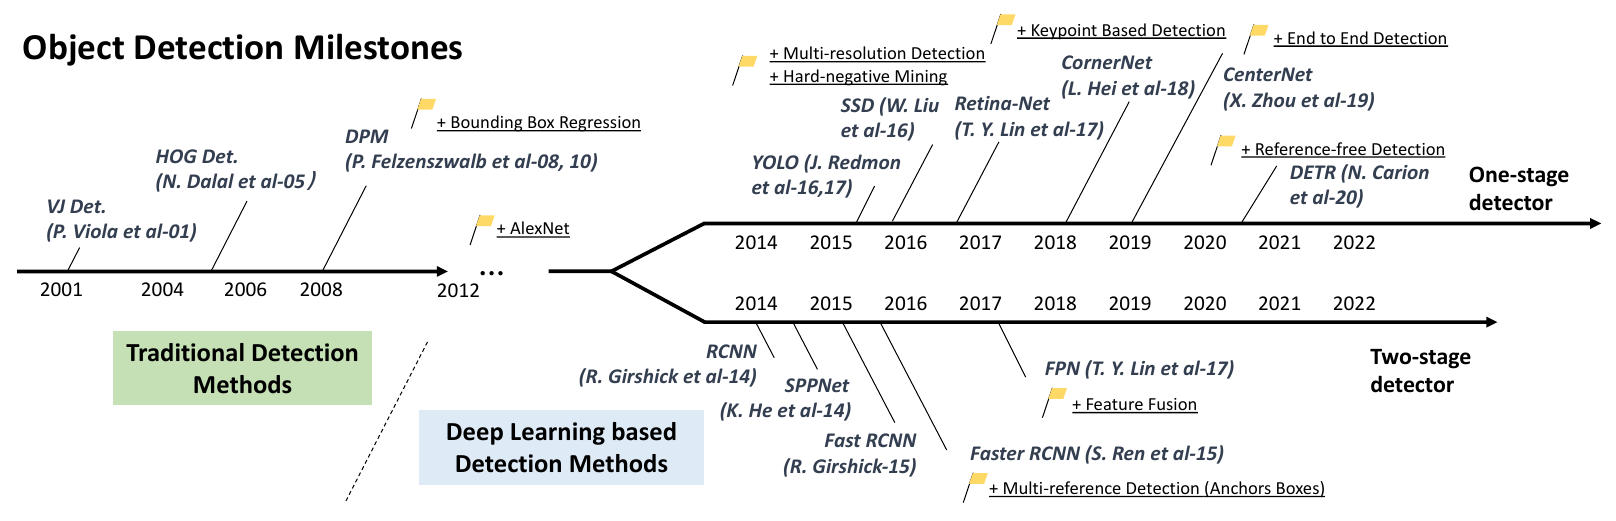 Object Detection Milestones
VJ Det.
(P. Viola et al-01)
HOG Det.
(N. Dalal et al-05)
DPM
(P. Felzenszwalb et al-08, 10)
+ Bounding Box Regression
+ AlexNet
...
2001
2004
2006
2008
2012
Traditional Detection
Methods
Deep Learning based
Detection Methods
+ Multi-resolution Detection
+ Hard-negative Mining
YOLO (J. Redmon
et al-16,17)
SSD (W. Liu
et al-16)
Retina-Net
(T. Y. Lin et al-17)
+ Keypoint Based Detection
CornerNet
(L. Hei et al-18)
+ End to End Detection
CenterNet
(X. Zhou et al-19)
+ Reference-free Detection
DETR (N. Carion
et al-20)
One-stage
detector
2014 2015 2016 2017 2018 2019 2020 2021 2022
2014 2015 2016 2017 2018 2019 2020 2021 2022
Two-stage
detector
RCNN
(R. Girshick et al-14)
SPPNet
(K. He et al-14)
Fast RCNN
(R. Girshick-15)
Faster RCNN (S. Ren et al-15)
+ Multi-reference Detection (Anchors Boxes)
FPN (T. Y. Lin et al-17)
+ Feature Fusion